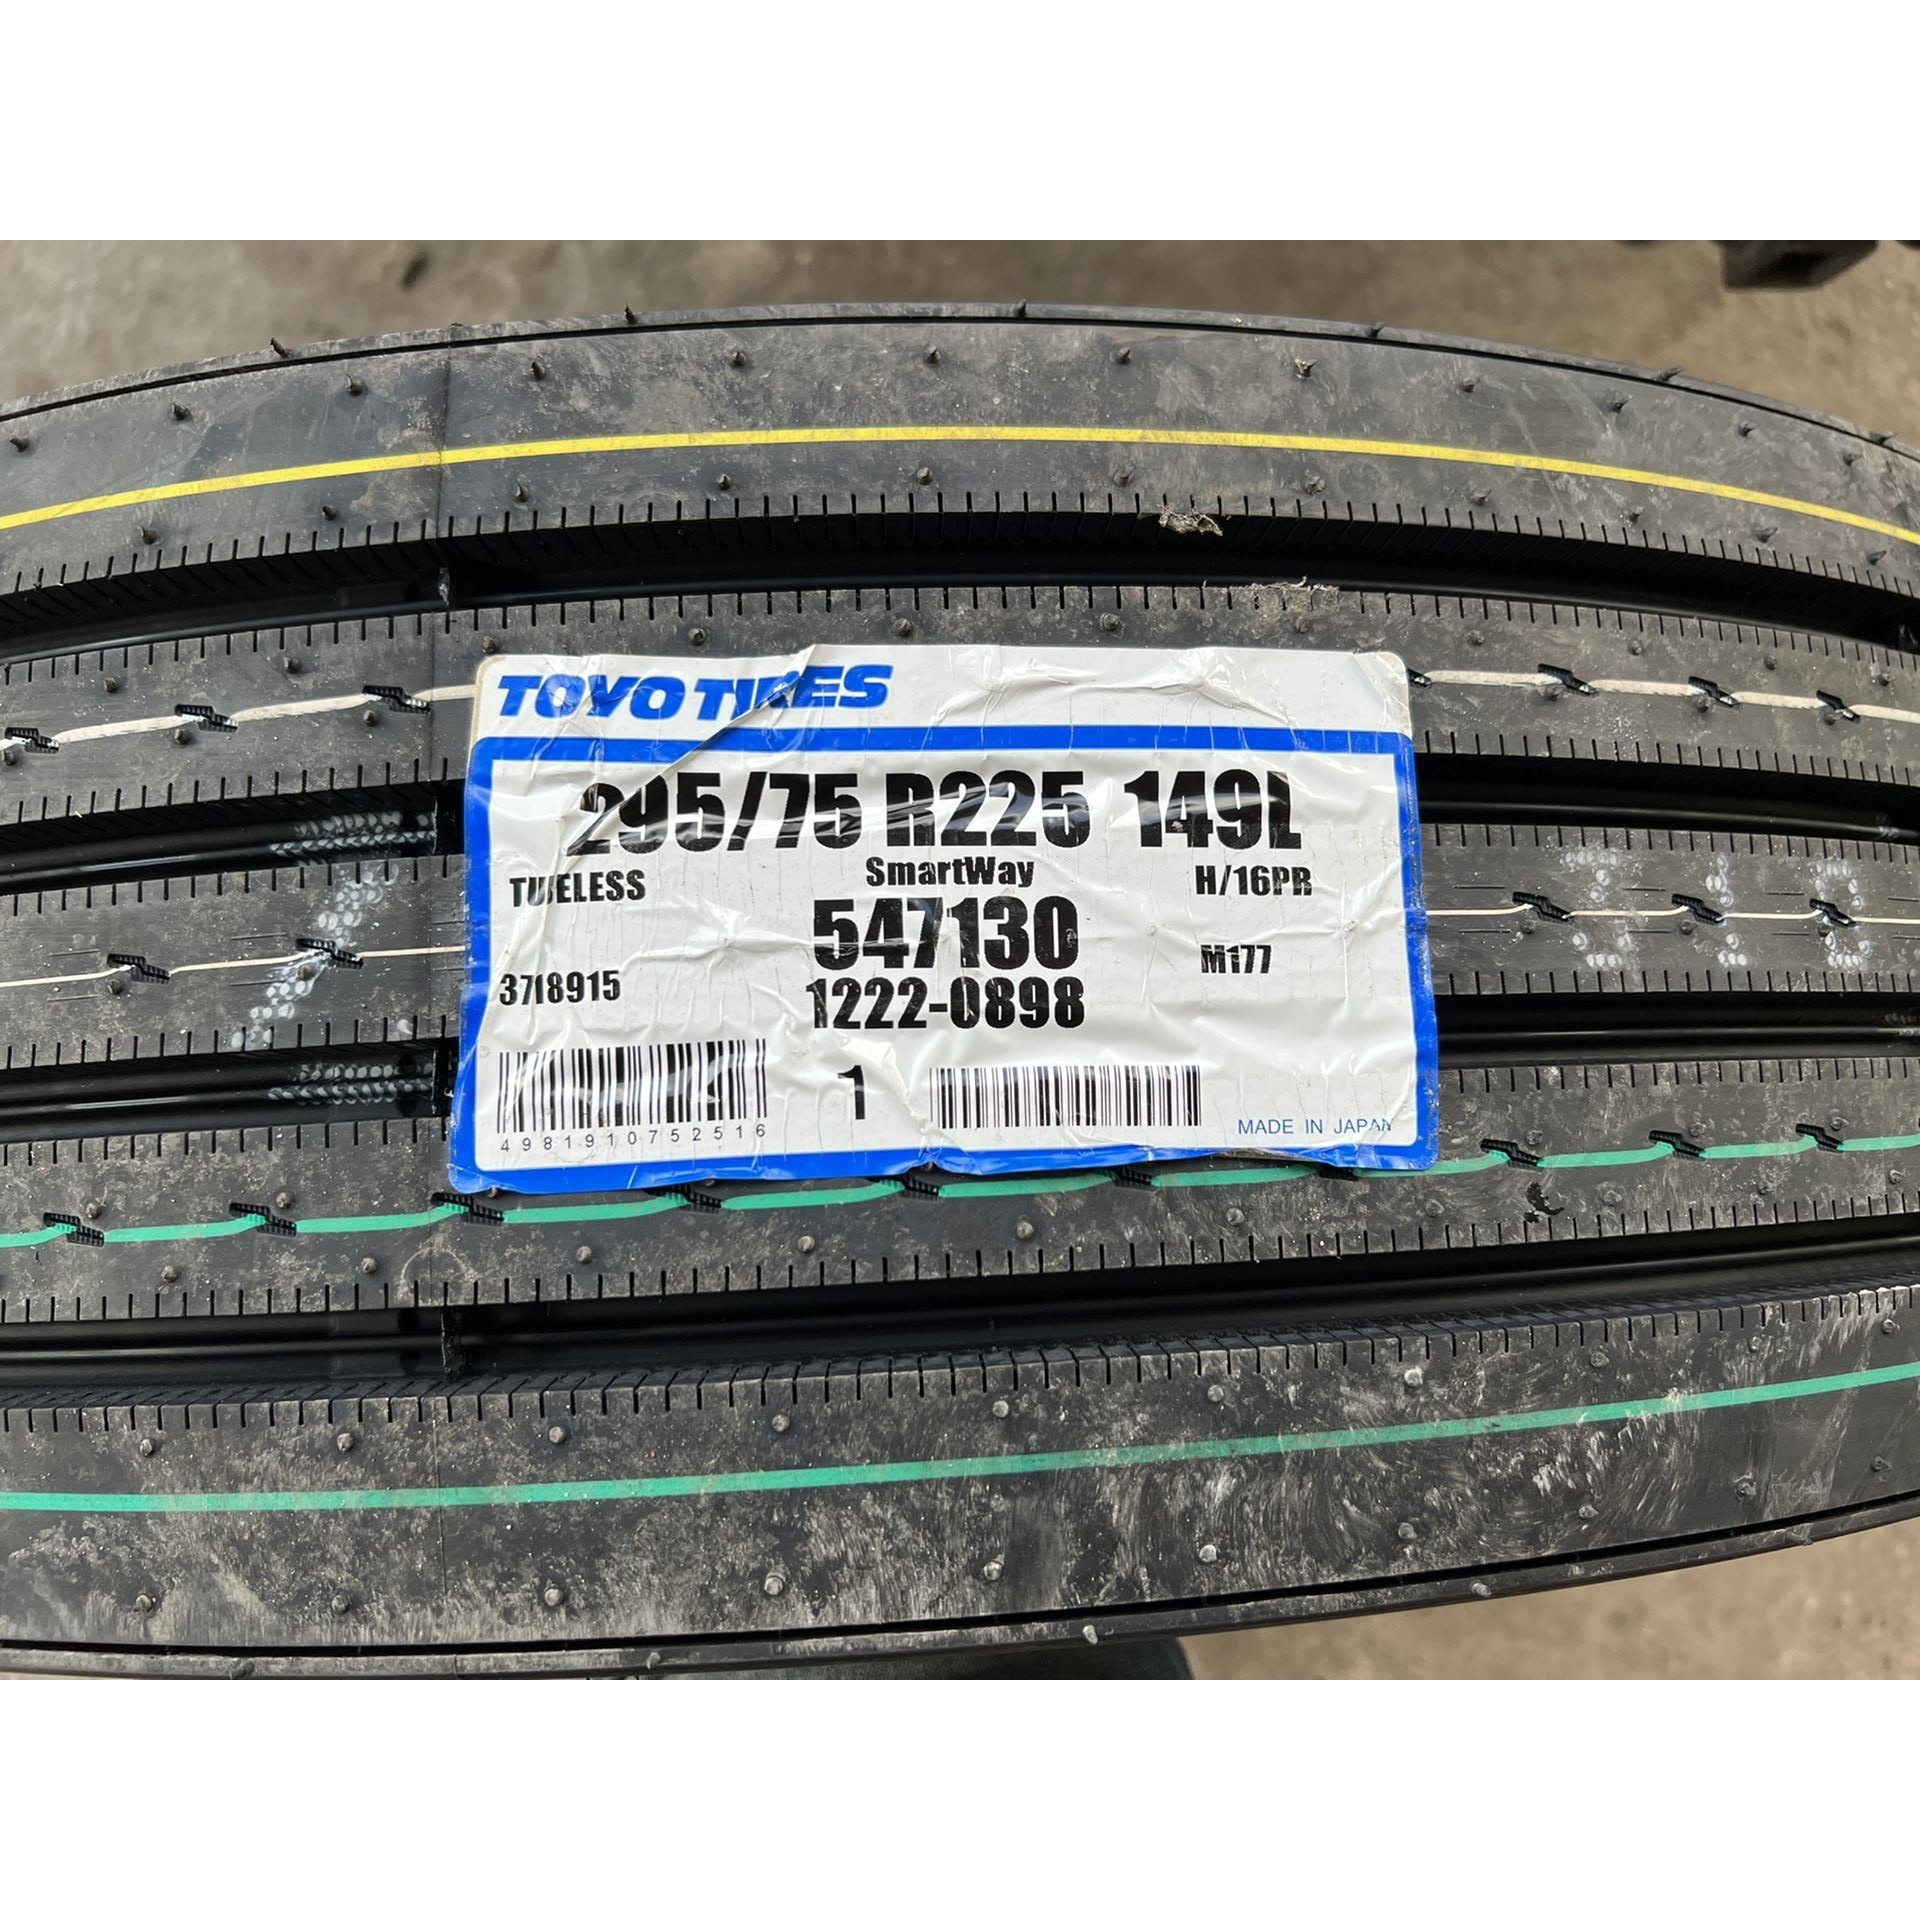 TOYO TIRES
295/75 R225 149L
TUBELESS SmartWay H/16PR
547130
3718915 M177
1222-0898
1
4981910752516
MADE IN JAPAN